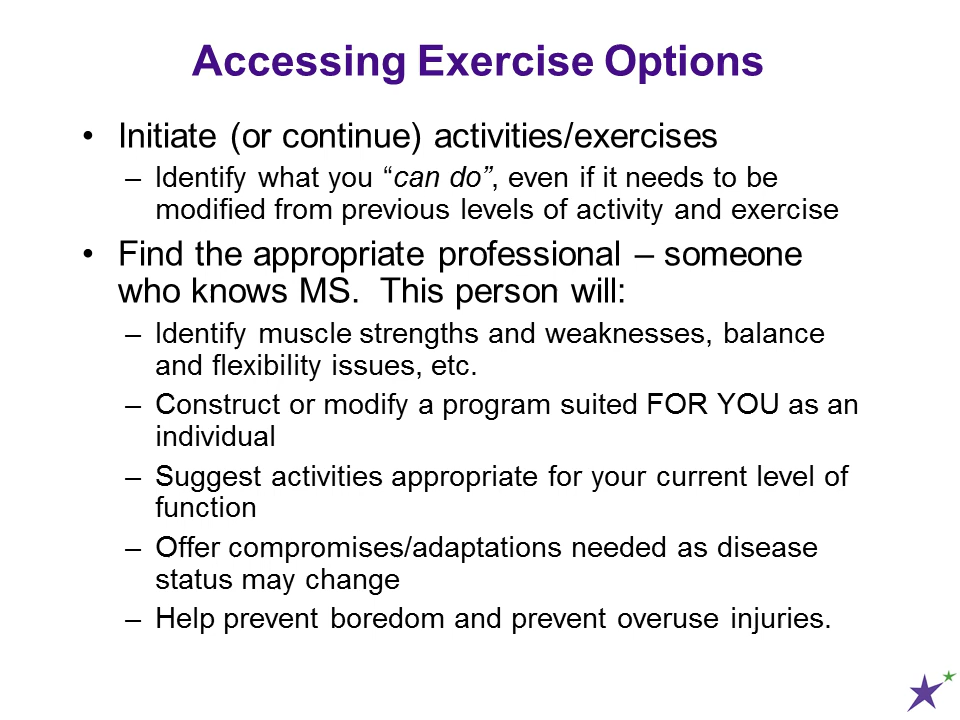 Accessing Exercise Options
• Initiate (or continue) activities/exercises
– Identify what you “can do”, even if it needs to be
modified from previous levels of activity and exercise
• Find the appropriate professional – someone
who knows MS.  This person will:
– Identify muscle strengths and weaknesses, balance
and flexibility issues, etc.
– Construct or modify a program suited FOR YOU as an
individual
– Suggest activities appropriate for your current level of
function
– Offer compromises/adaptations needed as disease
status may change
– Help prevent boredom and prevent overuse injuries.